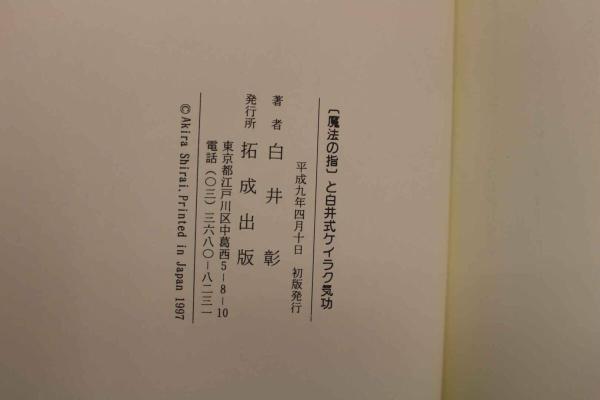 〔魔法の指〕と白井式ケイラク気功
平成九年四月十日 初版発行
著者 白井 彰
発行所 拓成出版
東京都江戸川区中葛西5-8-10
電話(〇三)三六八〇-八二三一
©Akira Shirai.Printed in Japan 1997